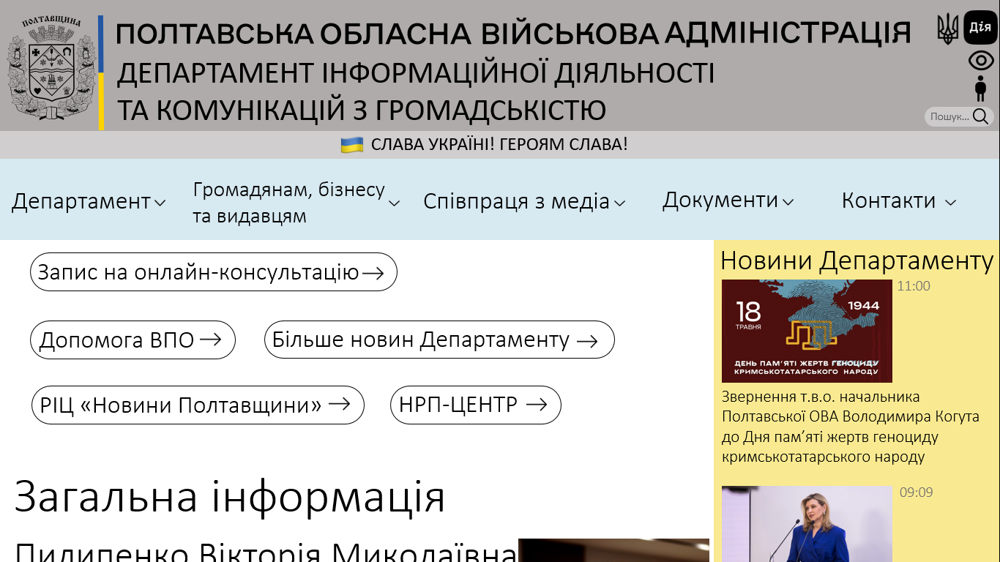 ПОЛТАВЩИНА
ПОЛТАВСЬКА ОБЛАСНА ВІЙСЬКОВА АДМІНІСТРАЦІЯ
ДЕПАРТАМЕНТ ІНФОРМАЦІЙНОЇ ДІЯЛЬНОСТІ
ТА КОМУНІКАЦІЙ З ГРОМАДСЬКІСТЮ
Дія
Пошук...
СЛАВА УКРАЇНІ! ГЕРОЯМ СЛАВА!
Департамент
Громадянам, бізнесу
та видавцям
Співпраця з медіа
Документи
Контакти
Запис на онлайн-консультацію
Допомога ВПО
Більше новин Департаменту
РІЦ «Новини Полтавщини»
НРП-ЦЕНТР
Загальна інформація
Пилипенко Вікторія Миколаївна
Новини Департаменту
11:00
18
ТРАВНЯ
1944
ДЕНЬ ПАМ'ЯТІ ЖЕРТВ ГЕНОЦИДУ
КРИМСЬКОТАТАРСЬКОГО НАРОДУ
Звернення т.в.о. начальника
Полтавської ОВА Володимира Когута
до Дня пам’яті жертв геноциду
кримськотатарського народу
09:09